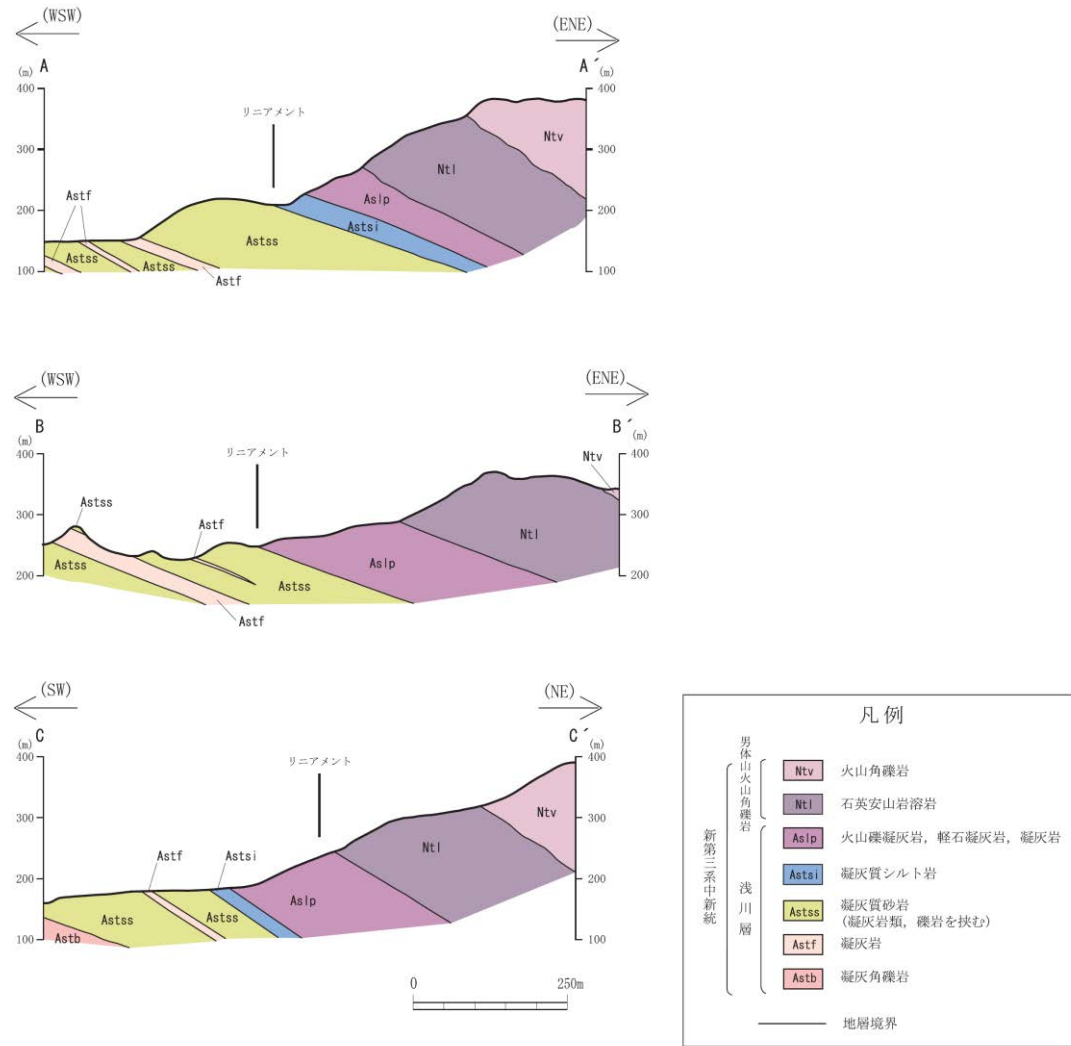 (WSW)
(ENE)
(m) A
A´
400
400
リニアメント
300
300
200
200
100
100
Astf
Astss
Astss
Astf
Astss
Astsi
Aslp
Ntl
Ntv
(WSW)
(ENE)
B
B´
(m)
(m)
400
400
リニアメント
300
300
200
200
Astss
Astss
Astf
Astf
Astss
Aslp
Ntl
Ntv
(SW)
(NE)
C
C´
(m)
(m)
400
400
リニアメント
300
300
200
200
100
100
Astb
Astss
Astf
Astss
Astsi
Aslp
Ntl
Ntv
0
250m
凡例
新第三系中新統
男体山火山角礫岩
浅川層
Ntv 火山角礫岩
Ntl 石英安山岩溶岩
Aslp 火山礫凝灰岩，軽石凝灰岩，凝灰岩
Astsi 凝灰質シルト岩
Astss 凝灰質砂岩
(凝灰岩類，礫岩を挟む)
Astf 凝灰岩
Astb 凝灰角礫岩
地層境界